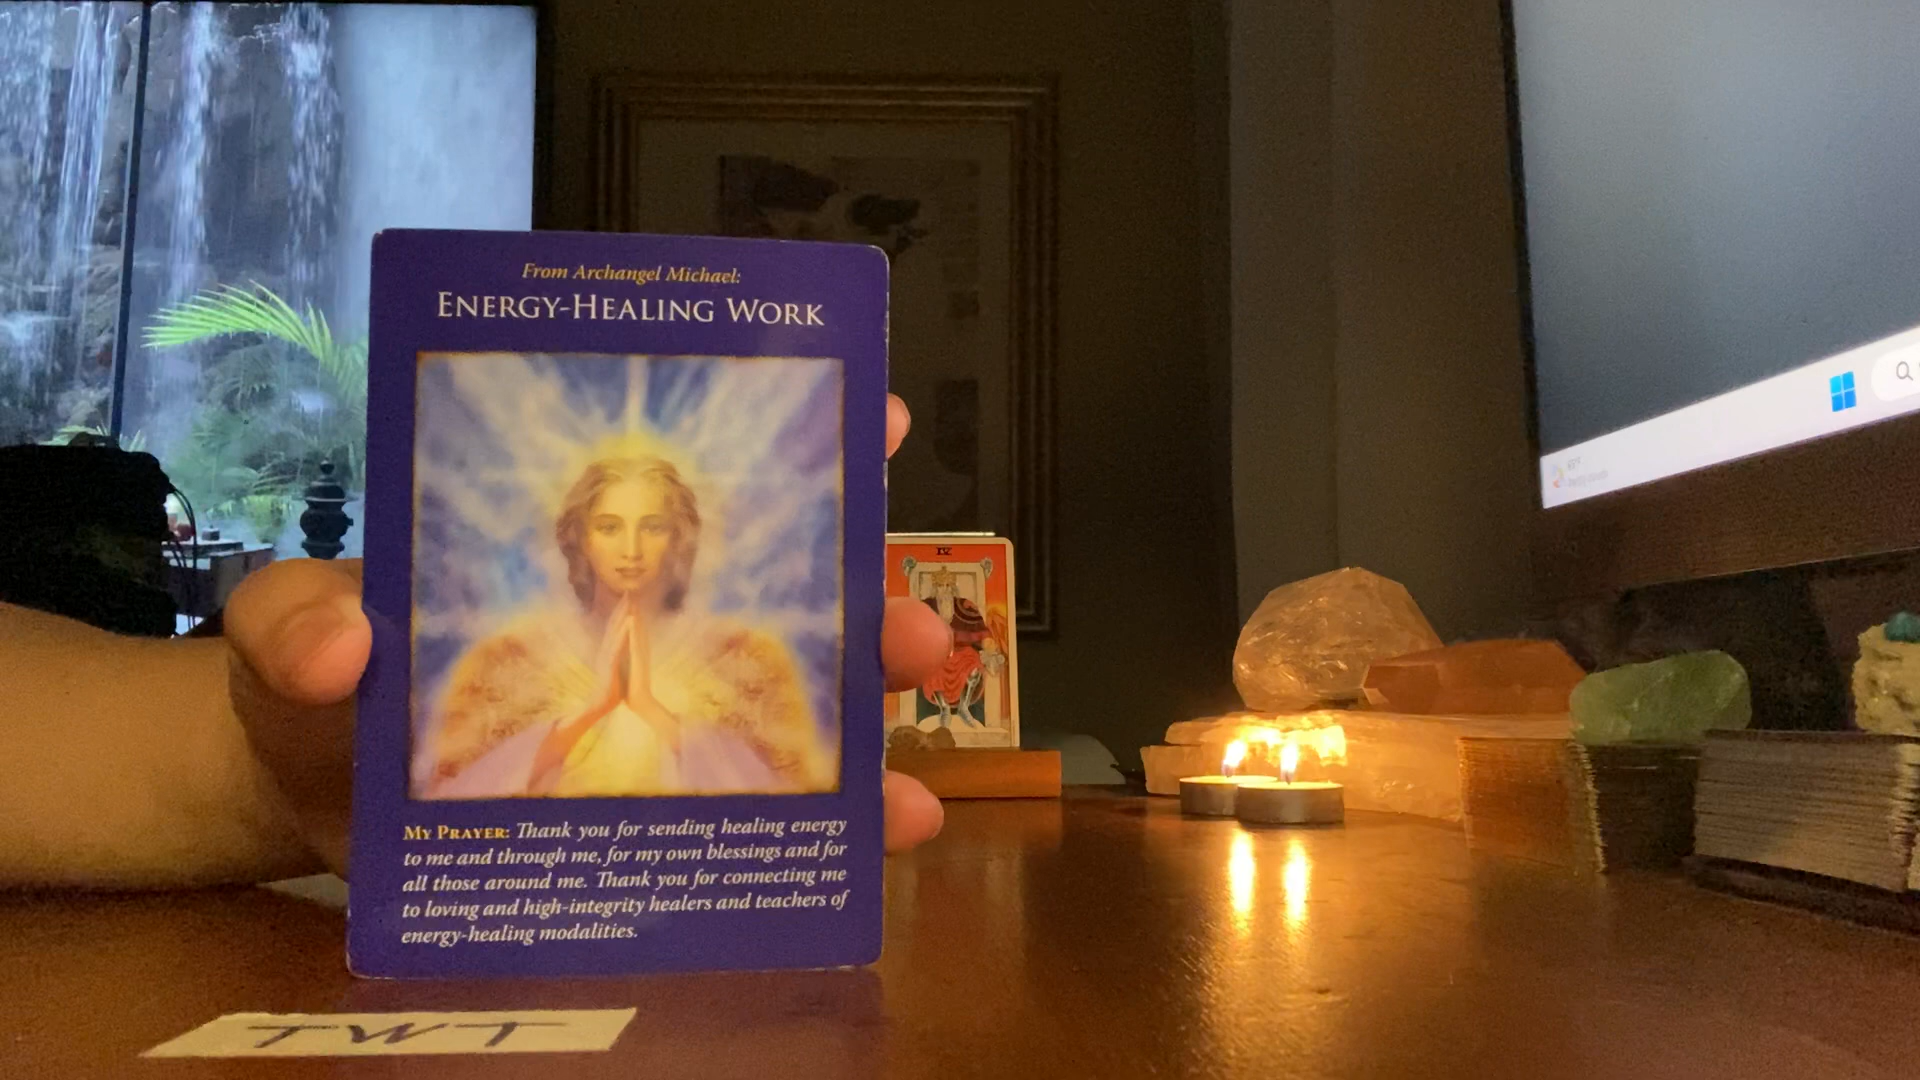 From Archangel Michael:
ENERGY-HEALING WORK
MY PRAYER: Thank you for sending healing energy
to me and through me, for my own blessings and for
all those around me. Thank you for connecting me
to loving and high-integrity healers and teachers of
energy-healing modalities.
IV
TWT